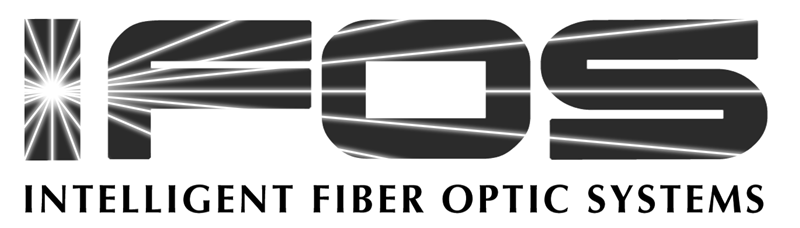 IFOS
INTELLIGENT FIBER OPTIC SYSTEMS